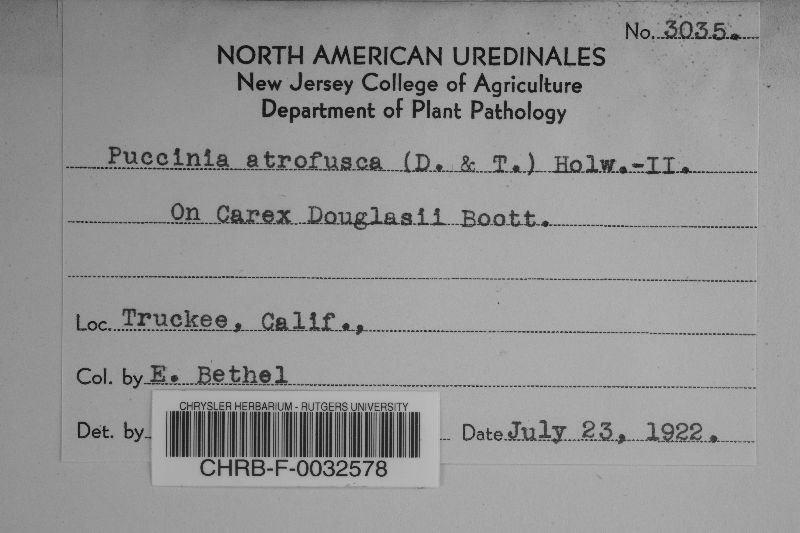 No. 3035.
NORTH AMERICAN UREDINALES
New Jersey College of Agriculture
Department of Plant Pathology
Puccinia atrofusca (D. & T.) Holw.-II.
On Carex Douglasii Boott.
Loc. Truckee, Calif.,
Col. by E. Bethel
Det. by
Date July 23, 1922.
CHRYSLER HERBARIUM - RUTGERS UNIVERSITY
CHRB-F-0032578